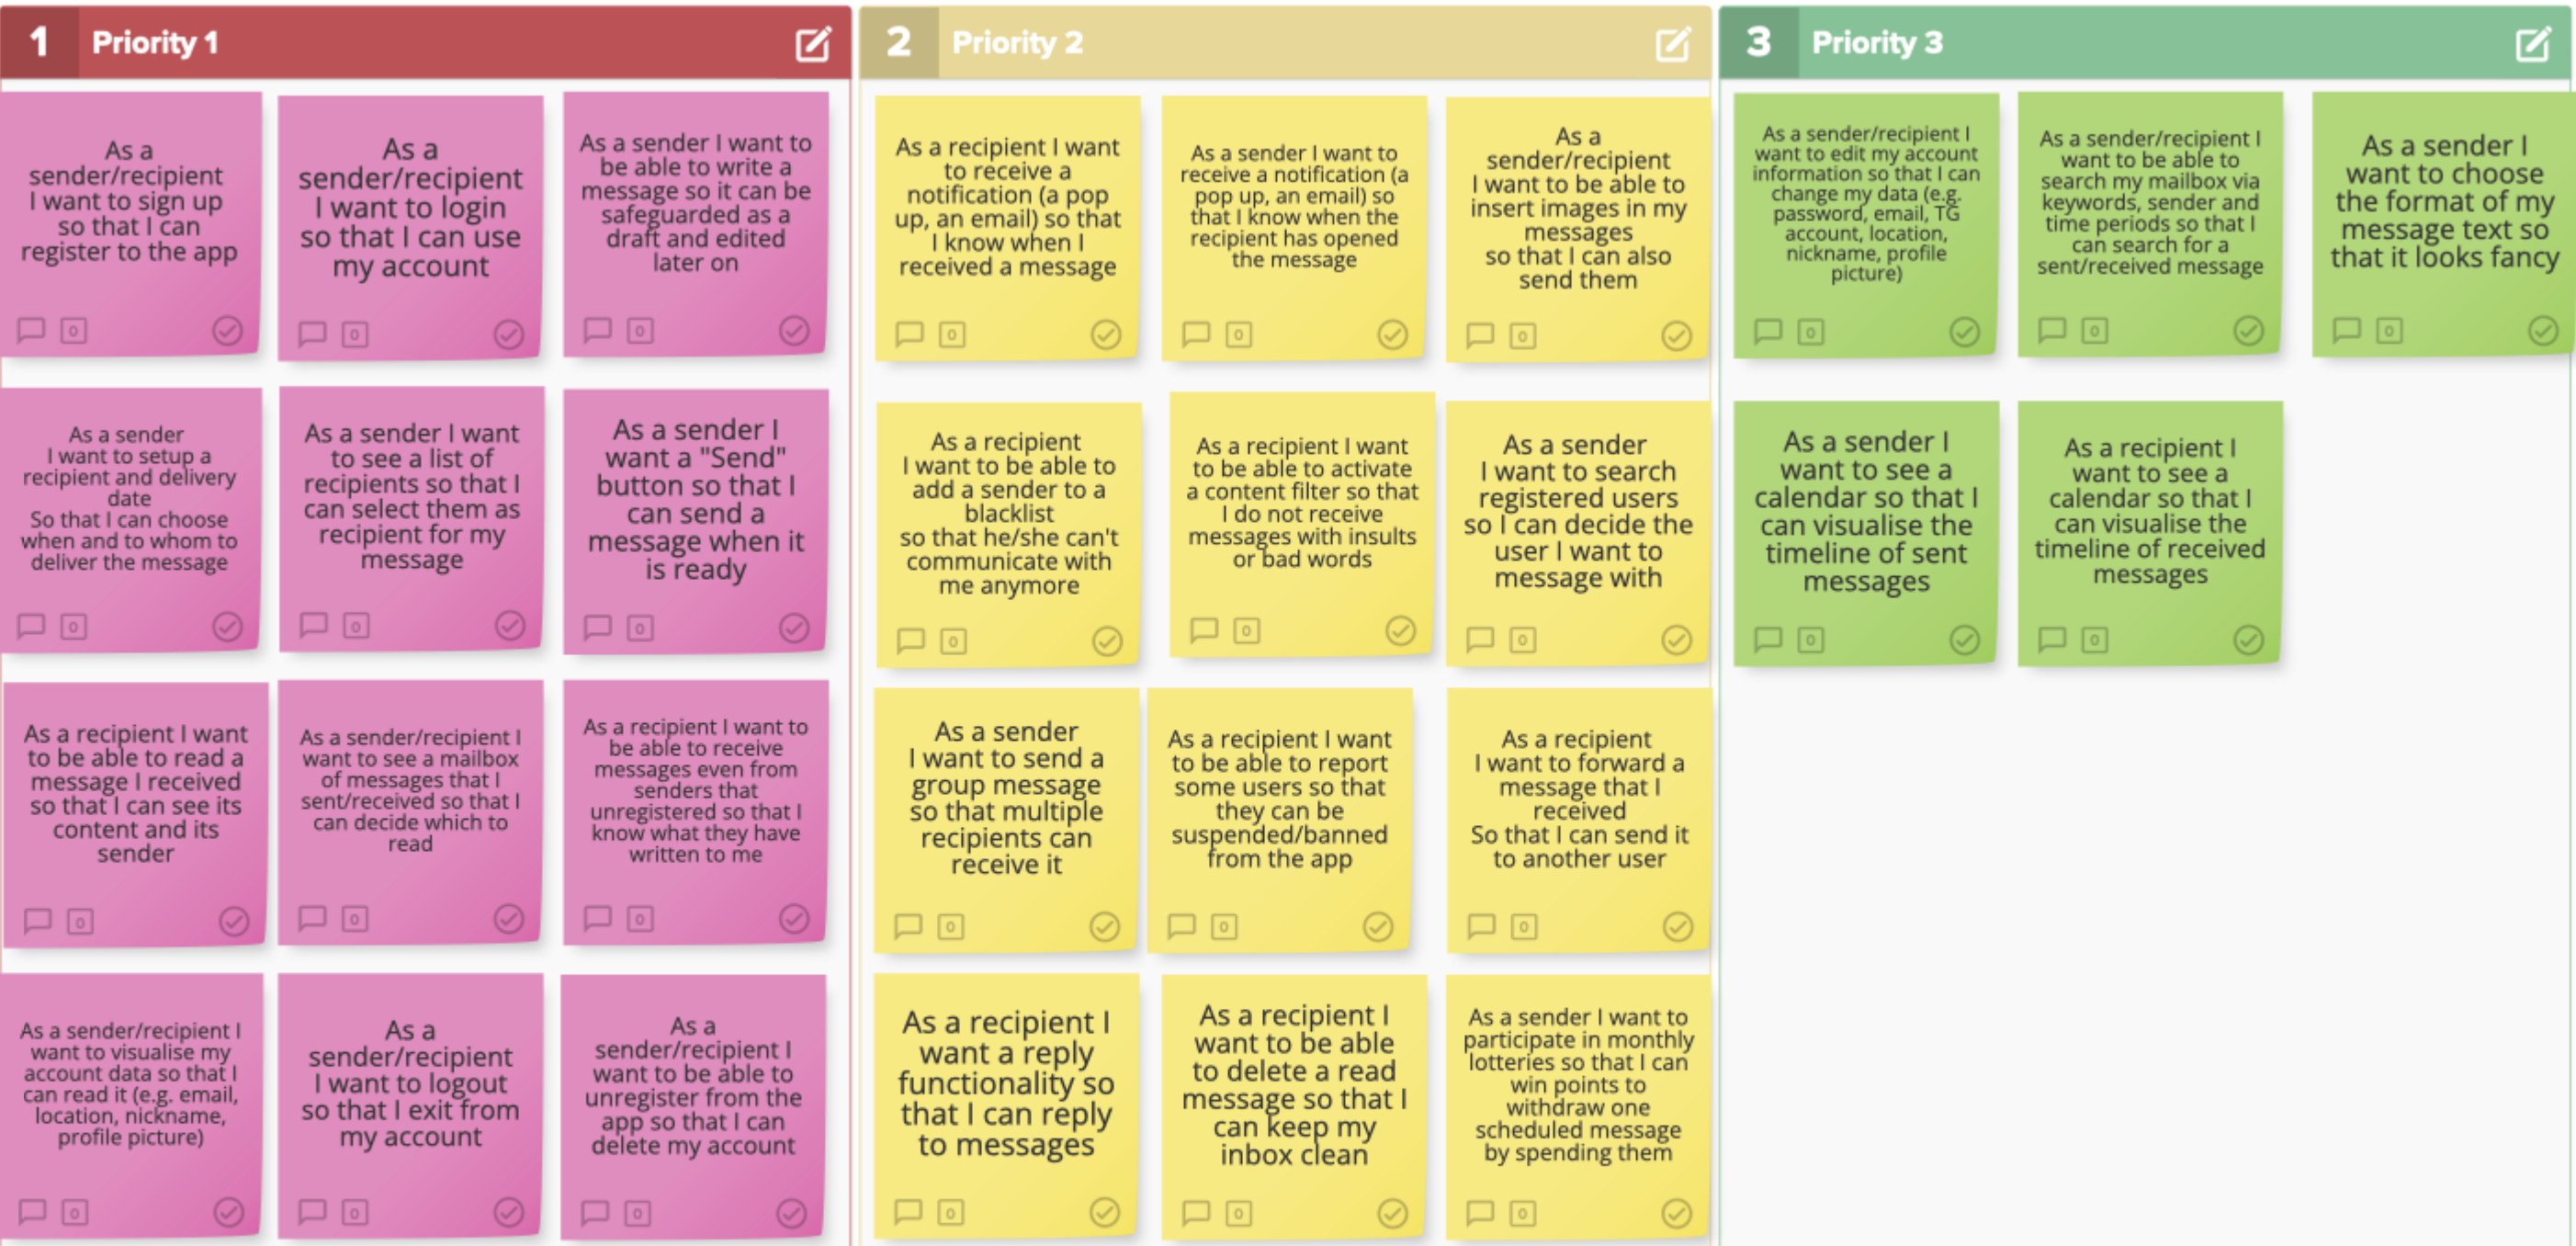 1 Priority 1
As a
sender/recipient
I want to sign up
so that I can
register to the app
0
As a
sender/recipient
I want to login
so that I can use
my account
0
As a sender I want to
be able to write a
message so it can be
safeguarded as a
draft and edited
later on
0
As a sender
I want to setup a
recipient and delivery
date
So that I can choose
when and to whom to
deliver the message
0
As a sender I want
to see a list of
recipients so that I
can select them as
recipient for my
message
0
As a sender I
want a "Send"
button so that I
can send a
message when it
is ready
0
As a recipient I want
to be able to read a
message I received
so that I can see its
content and its
sender
0
As a sender/recipient I
want to see a mailbox
of messages that I
sent/received so that I
can decide which to
read
0
As a recipient I want to
be able to receive
messages even from
senders that
unregistered so that I
know what they have
written to me
0
As a sender/recipient I
want to visualise my
account data so that I
can read it (e.g. email,
location, nickname,
profile picture)
0
As a
sender/recipient
I want to logout
so that I exit from
my account
0
As a
sender/recipient I
want to be able to
unregister from the
app so that I can
delete my account
0
2 Priority 2
As a recipient I want
to receive a
notification (a pop
up, an email) so that
I know when I
received a message
0
As a sender I want to
receive a notification (a
pop up, an email) so
that I know when the
recipient has opened
the message
0
As a
sender/recipient
I want to be able to
insert images in my
messages
so that I can also
send them
0
As a recipient
I want to be able to
add a sender to a
blacklist
so that he/she can't
communicate with
me anymore
0
As a recipient I want
to be able to activate
a content filter so that
I do not receive
messages with insults
or bad words
0
As a sender
I want to search
registered users
so I can decide the
user I want to
message with
0
As a sender
I want to send a
group message
so that multiple
recipients can
receive it
0
As a recipient I want
to be able to report
some users so that
they can be
suspended/banned
from the app
0
As a recipient
I want to forward a
message that I
received
So that I can send it
to another user
0
As a recipient I
want a reply
functionality so
that I can reply
to messages
0
As a recipient I
want to be able
to delete a read
message so that I
can keep my
inbox clean
0
As a sender I want to
participate in monthly
lotteries so that I can
win points to
withdraw one
scheduled message
by spending them
0
3 Priority 3
As a sender/recipient I
want to edit my account
information so that I can
change my data (e.g.
password, email, TG
account, location,
nickname, profile
picture)
0
As a sender/recipient I
want to be able to
search my mailbox via
keywords, sender and
time periods so that I
can search for a
sent/received message
0
As a sender I
want to choose
the format of my
message text so
that it looks fancy
0
As a sender I
want to see a
calendar so that I
can visualise the
timeline of sent
messages
0
As a recipient I
want to see a
calendar so that I
can visualise the
timeline of received
messages
0